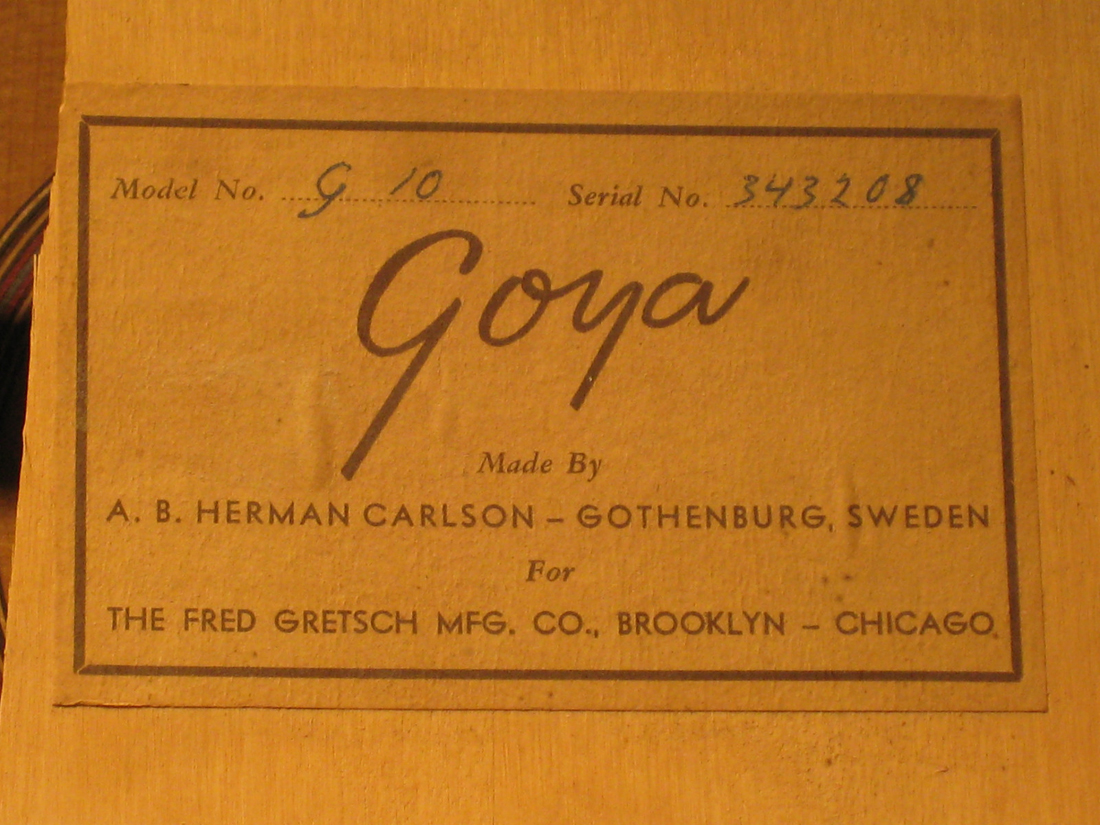 Model No. G 10 Serial No. 343208
Goya
Made By
A. B. HERMAN CARLSON – GOTHENBURG, SWEDEN
For
THE FRED GRETSCH MFG. CO., BROOKLYN – CHICAGO.